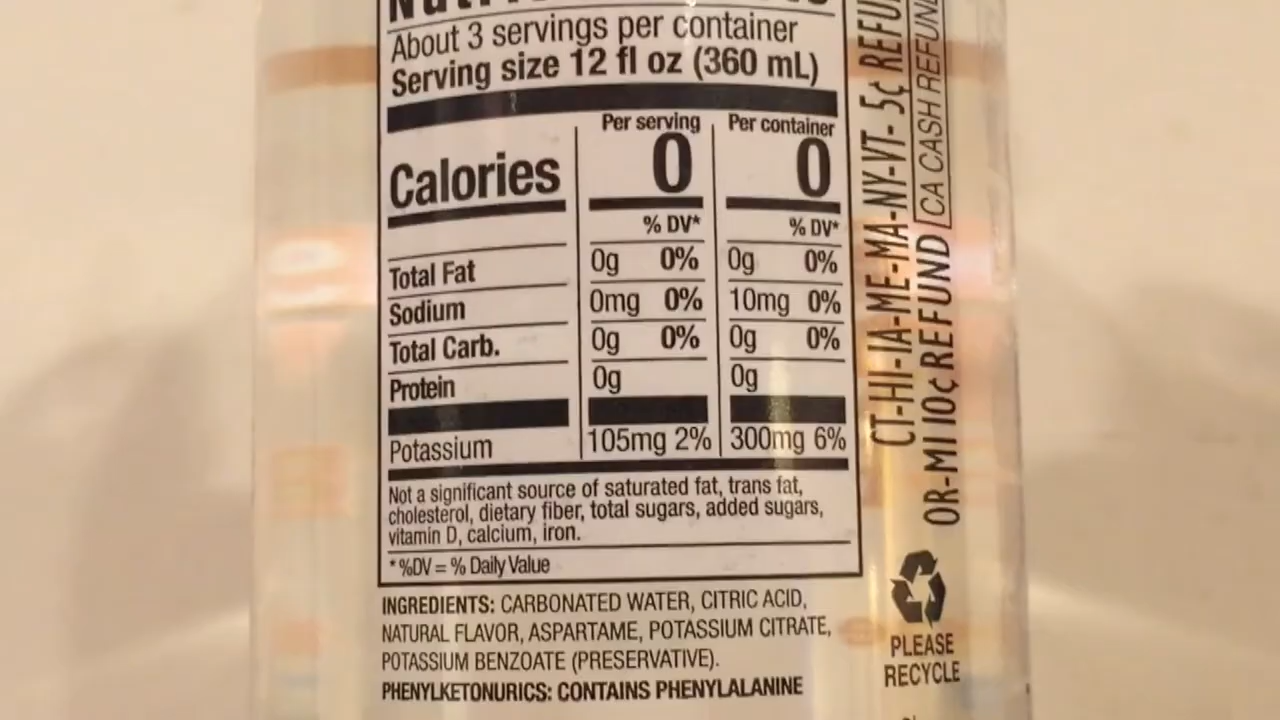 About 3 servings per container
Serving size 12 fl oz (360 mL)
Per serving Per container
Calories 0 0
% DV* % DV*
Total Fat 0g 0% 0g 0%
Sodium 0mg 0% 10mg 0%
Total Carb. 0g 0% 0g 0%
Protein 0g 0g
Potassium 105mg 2% 300mg 6%
Not a significant source of saturated fat, trans fat,
cholesterol, dietary fiber, total sugars, added sugars,
vitamin D, calcium, iron.
*%DV = % Daily Value
INGREDIENTS: CARBONATED WATER, CITRIC ACID,
NATURAL FLAVOR, ASPARTAME, POTASSIUM CITRATE,
POTASSIUM BENZOATE (PRESERVATIVE).
PHENYLKETONURICS: CONTAINS PHENYLALANINE
CT-HI-IA-ME-MA-NY-VT- 5¢ REFU
OR-MI 10¢ REFUND CA CASH REFUND
PLEASE
RECYCLE